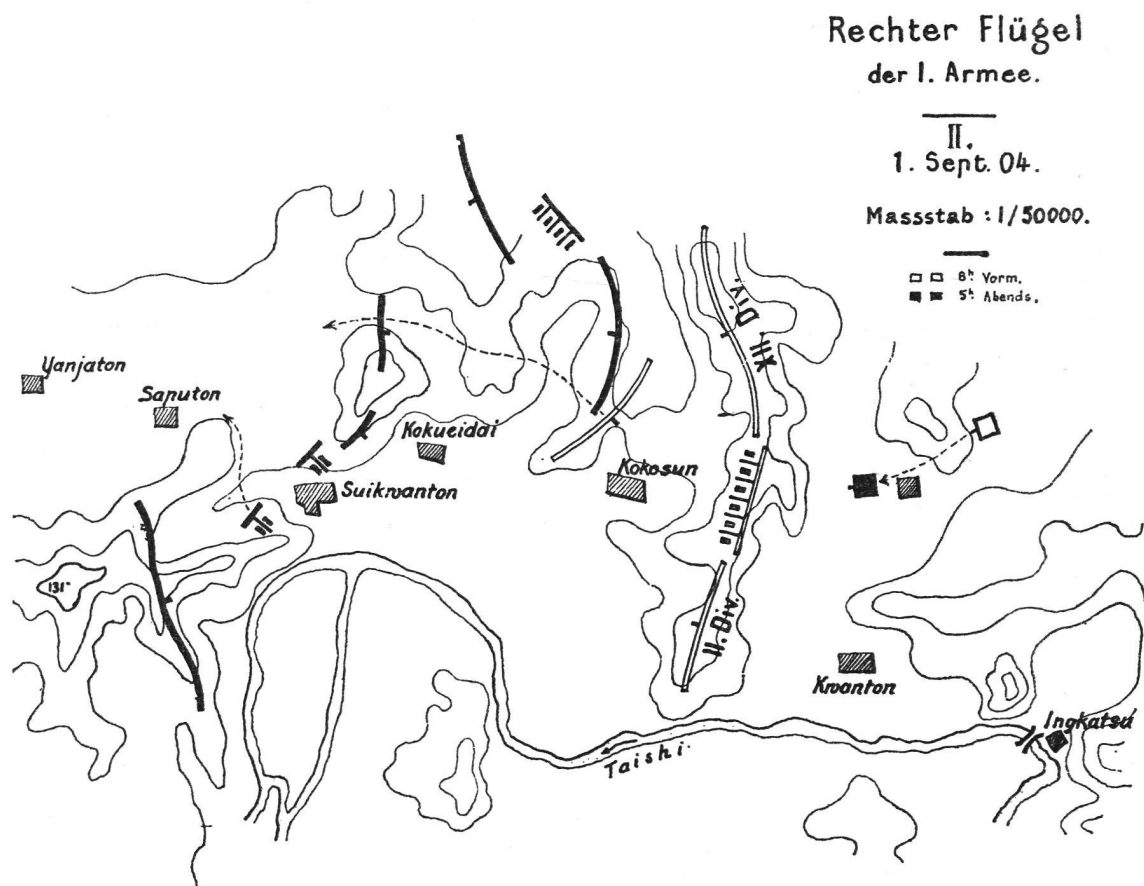 Rechter Flügel
der I. Armee.
II.
1. Sept. 04.
Massstab : 1/50000.
8ʰ Vorm.
5ʰ Abends.
XII. Div.
Yanjaton
Saputon
Kokueidai
Kokosun
Suikwanton
131
II. Div.
Kwanton
Ingkatsu
Taishi.